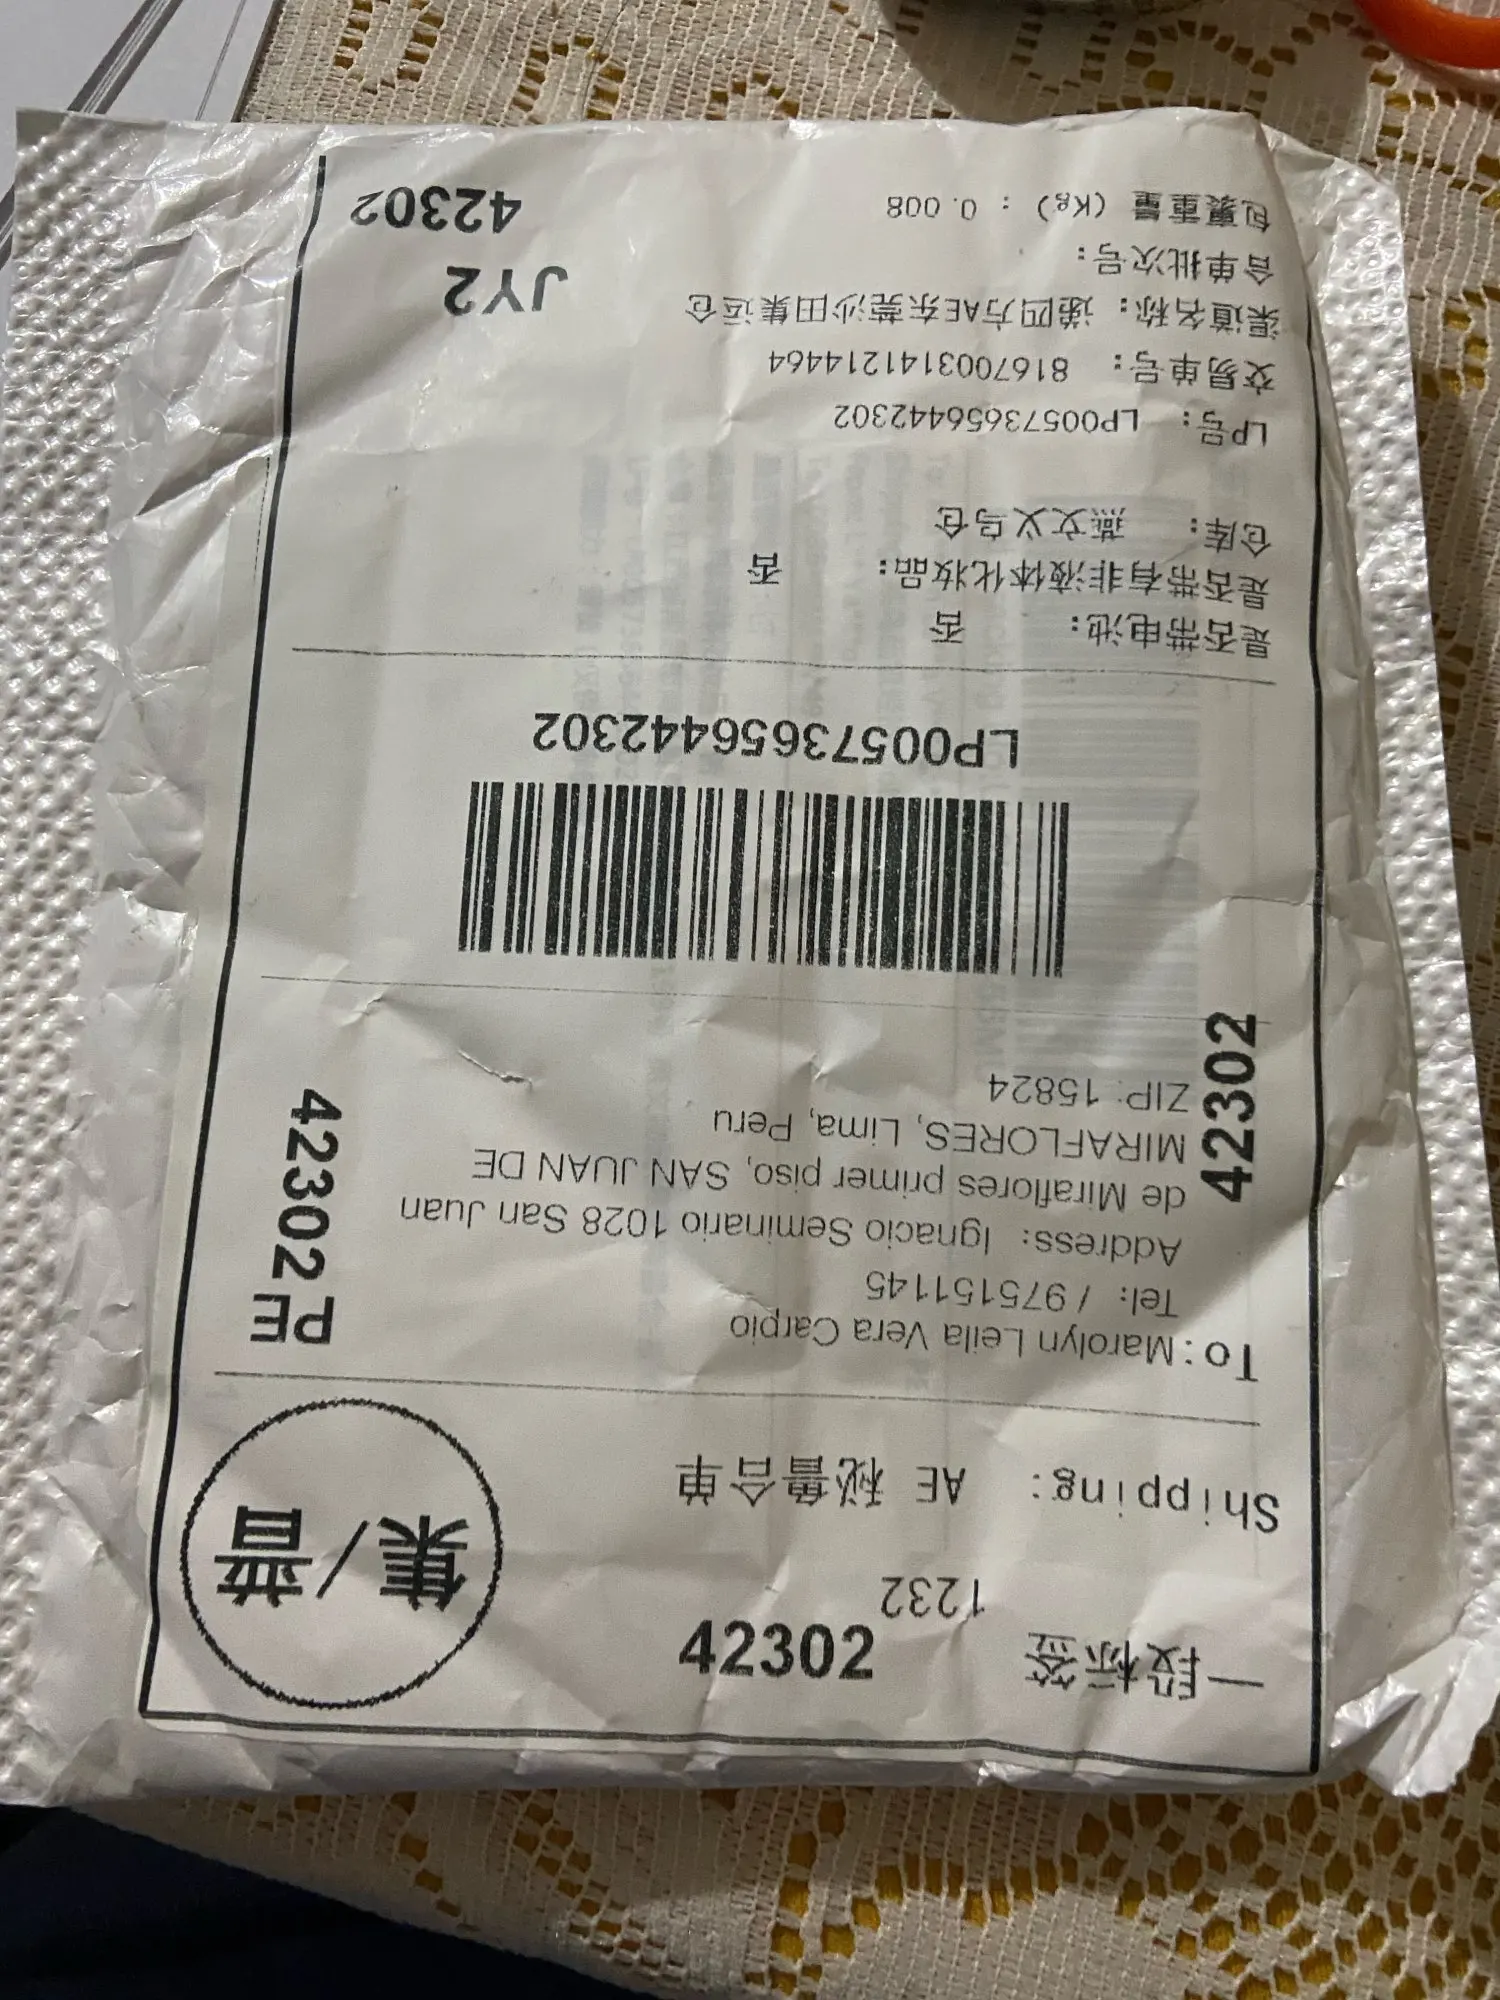 一段标签 42302 1232
集/普
Shipping: AE 秘鲁合单
To: Marolyn Leila Vera Carpio
Tel: / 975151145
Address: Ignacio Seminario 1028 San Juan
de Miraflores primer piso, SAN JUAN DE
MIRAFLORES, Lima, Peru
ZIP: 15824
42302 PE
42302
LP00573656442302
是否带电池: 否
是否带有非液体化妆品: 否
仓库: 燕文义乌仓
LP号: LP00573656442302
交易单号: 8167003141214464
渠道名称: 递四方AE东莞沙田集运仓
合单批次号:
包裹重量 (Kg) : 0.008
JY2
42302